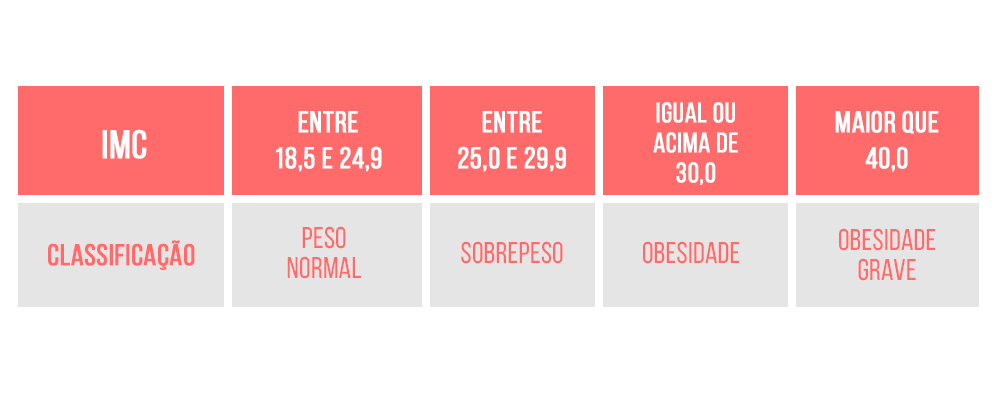 IMC
ENTRE
18,5 E 24,9
ENTRE
25,0 E 29,9
IGUAL OU
ACIMA DE
30,0
MAIOR QUE
40,0
CLASSIFICAÇÃO
PESO
NORMAL
SOBREPESO
OBESIDADE
OBESIDADE
GRAVE